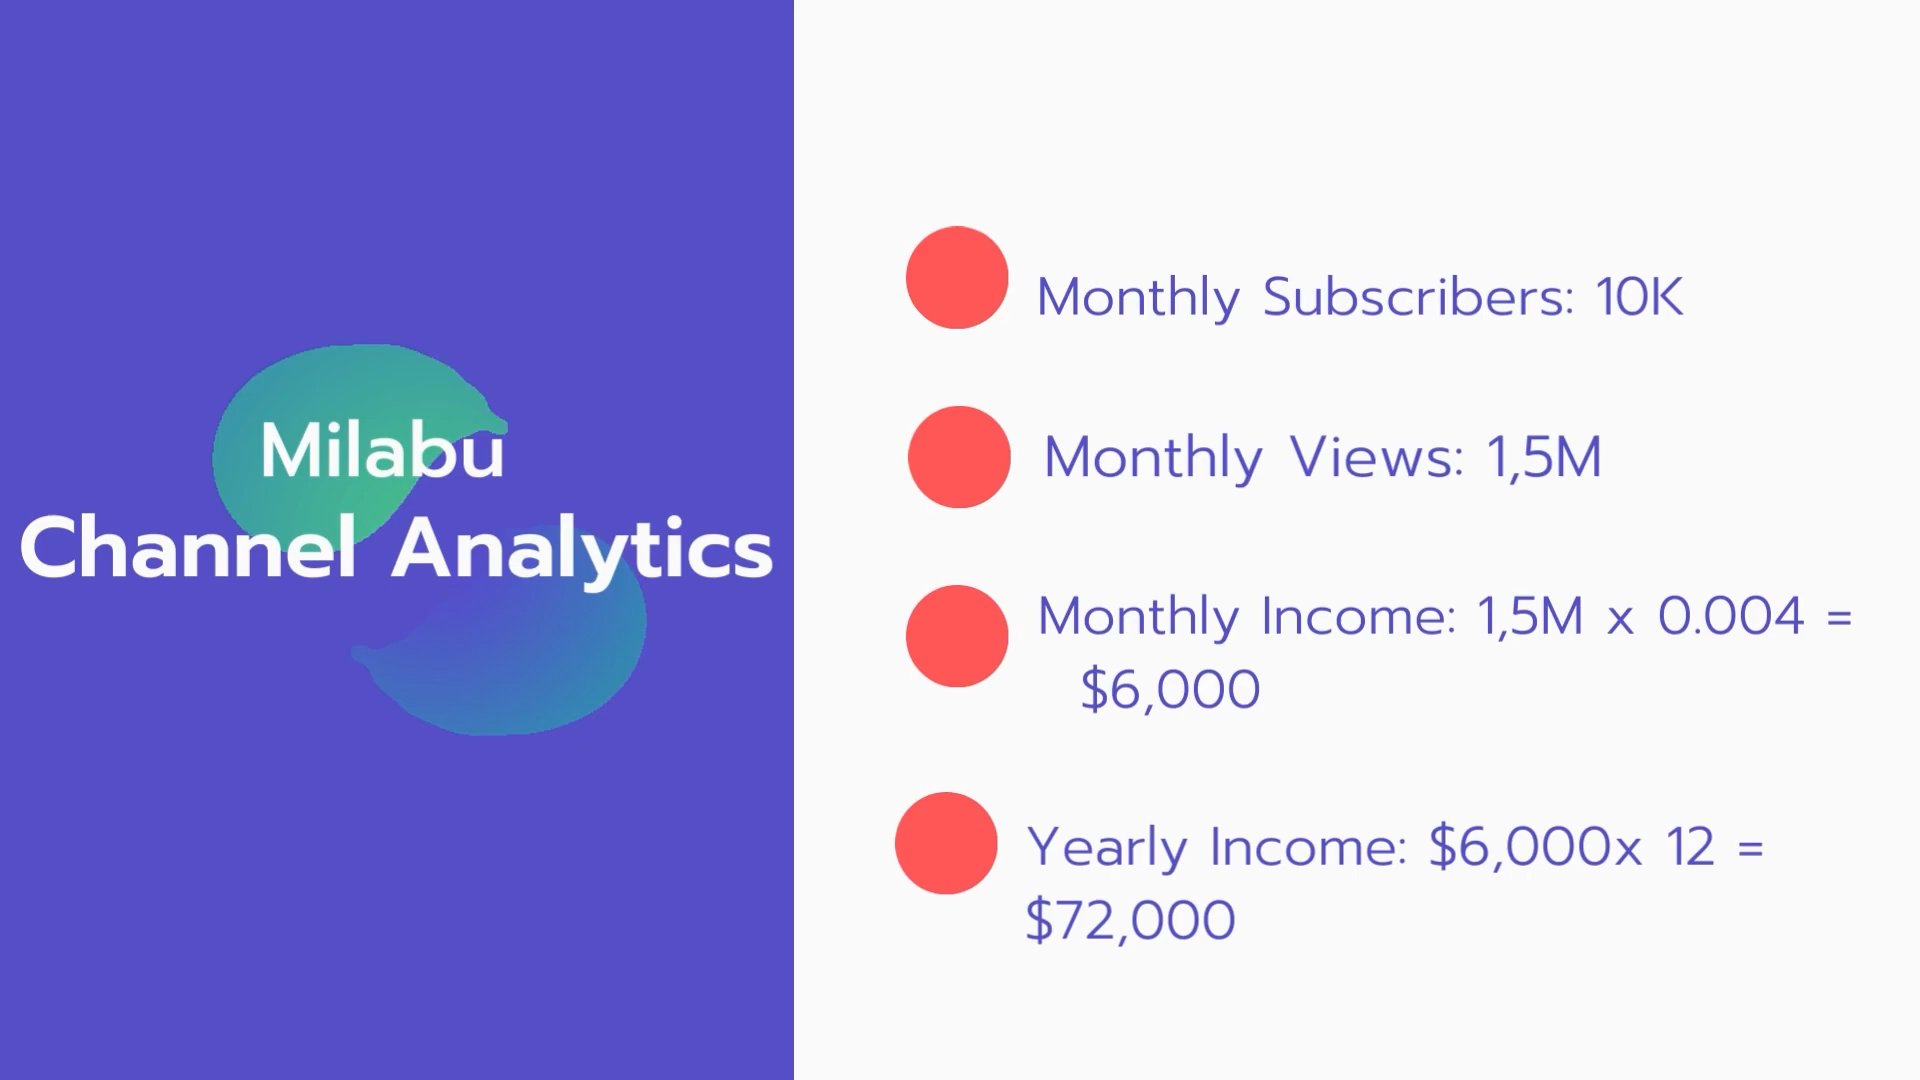 Milabu
Channel Analytics
Monthly Subscribers: 10K
Monthly Views: 1,5M
Monthly Income: 1,5M x 0.004 =
$6,000
Yearly Income: $6,000x 12 =
$72,000